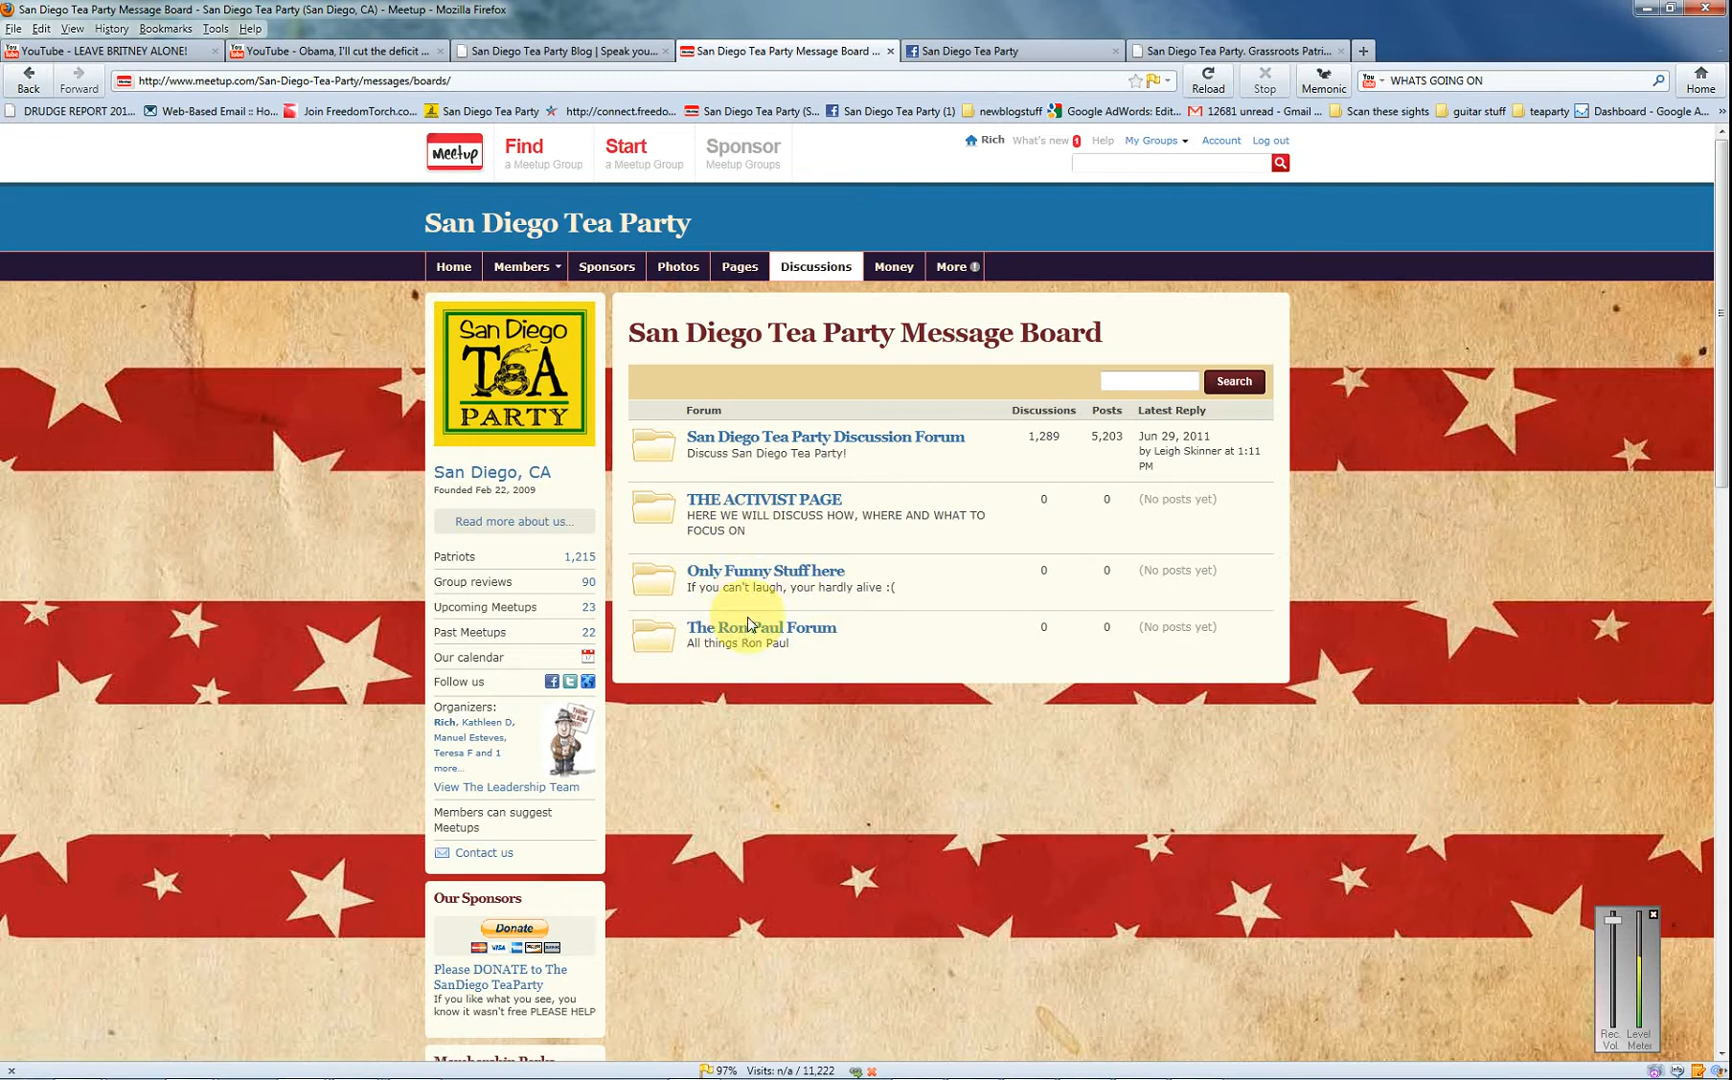 San Diego Tea Party Message Board - San Diego Tea Party (San Diego, CA) - Meetup - Mozilla Firefox
File Edit View History Bookmarks Tools Help
YouTube - LEAVE BRITNEY ALONE!
YouTube - Obama, I'll cut the deficit ...
San Diego Tea Party Blog | Speak you...
San Diego Tea Party Message Board ...
San Diego Tea Party
San Diego Tea Party. Grassroots Patri...
Back Forward
http://www.meetup.com/San-Diego-Tea-Party/messages/boards/
Reload Stop Memonic
WHATS GOING ON
Home
DRUDGE REPORT 201... Web-Based Email :: Ho... Join FreedomTorch.co... San Diego Tea Party http://connect.freedo... San Diego Tea Party (S... San Diego Tea Party (1) newblogstuff Google AdWords: Edit... 12681 unread - Gmail ... Scan these sights guitar stuff teaparty Dashboard - Google A...
Meetup
Find
a Meetup Group
Start
a Meetup Group
Sponsor
Meetup Groups
Rich What's new 1 Help My Groups Account Log out
San Diego Tea Party
Home Members Sponsors Photos Pages Discussions Money More
San Diego
TEA
PARTY
San Diego, CA
Founded Feb 22, 2009
Read more about us...
Patriots 1,215
Group reviews 90
Upcoming Meetups 23
Past Meetups 22
Our calendar
Follow us
Organizers:
Rich, Kathleen D,
Manuel Esteves,
Teresa F and 1
more...
View The Leadership Team
Members can suggest
Meetups
Contact us
Our Sponsors
Donate
Please DONATE to The
SanDiego TeaParty
If you like what you see, you
know it wasn't free PLEASE HELP
Membership Perks
San Diego Tea Party Message Board
Search
Forum Discussions Posts Latest Reply
San Diego Tea Party Discussion Forum 1,289 5,203 Jun 29, 2011
Discuss San Diego Tea Party! by Leigh Skinner at 1:11
PM
THE ACTIVIST PAGE 0 0 (No posts yet)
HERE WE WILL DISCUSS HOW, WHERE AND WHAT TO
FOCUS ON
Only Funny Stuff here 0 0 (No posts yet)
If you can't laugh, your hardly alive :(
The Ron Paul Forum 0 0 (No posts yet)
All things Ron Paul
Rec. Level
Vol. Meter
97% Visits: n/a / 11,222